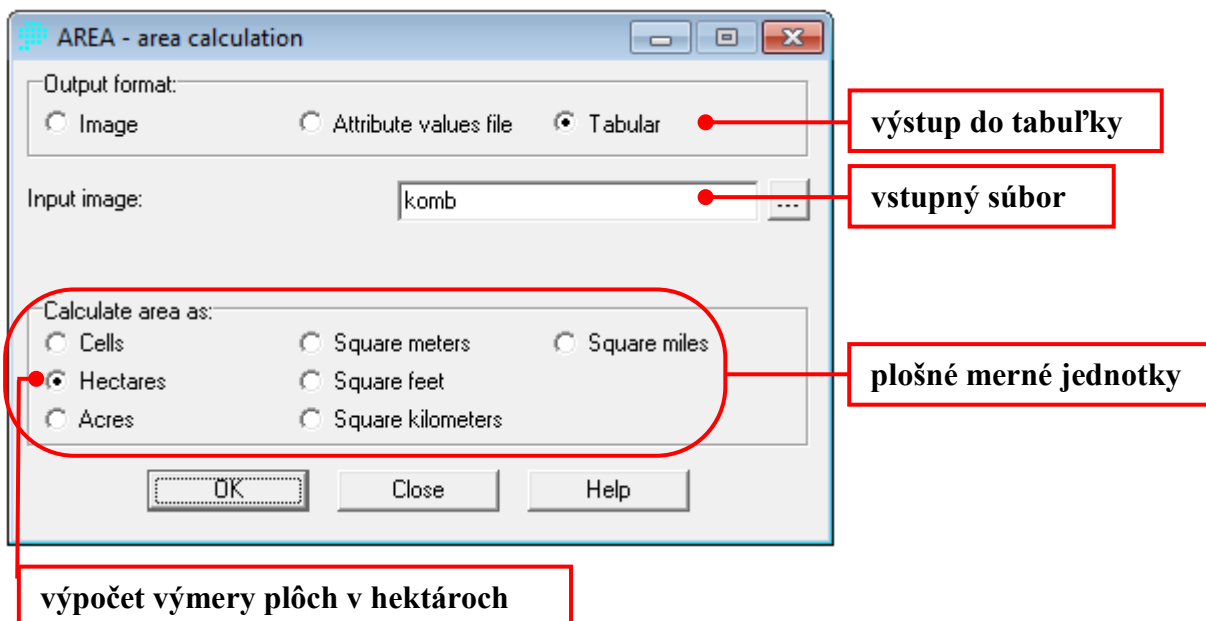 AREA - area calculation
Output format:
Image Attribute values file Tabular
výstup do tabuľky
Input image: komb ...
vstupný súbor
Calculate area as:
Cells Square meters Square miles
Hectares Square feet
plošné merné jednotky
Acres Square kilometers
OK Close Help
výpočet výmery plôch v hektároch